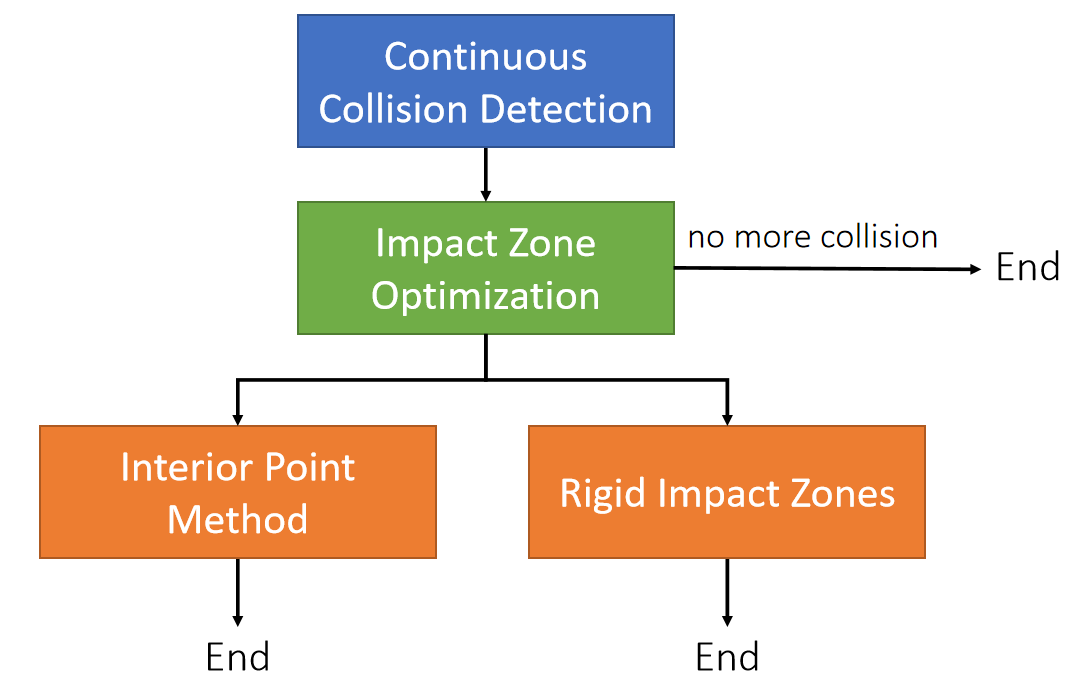 Continuous
Collision Detection
Impact Zone
Optimization
no more collision
End
Interior Point
Method
Rigid Impact Zones
End
End